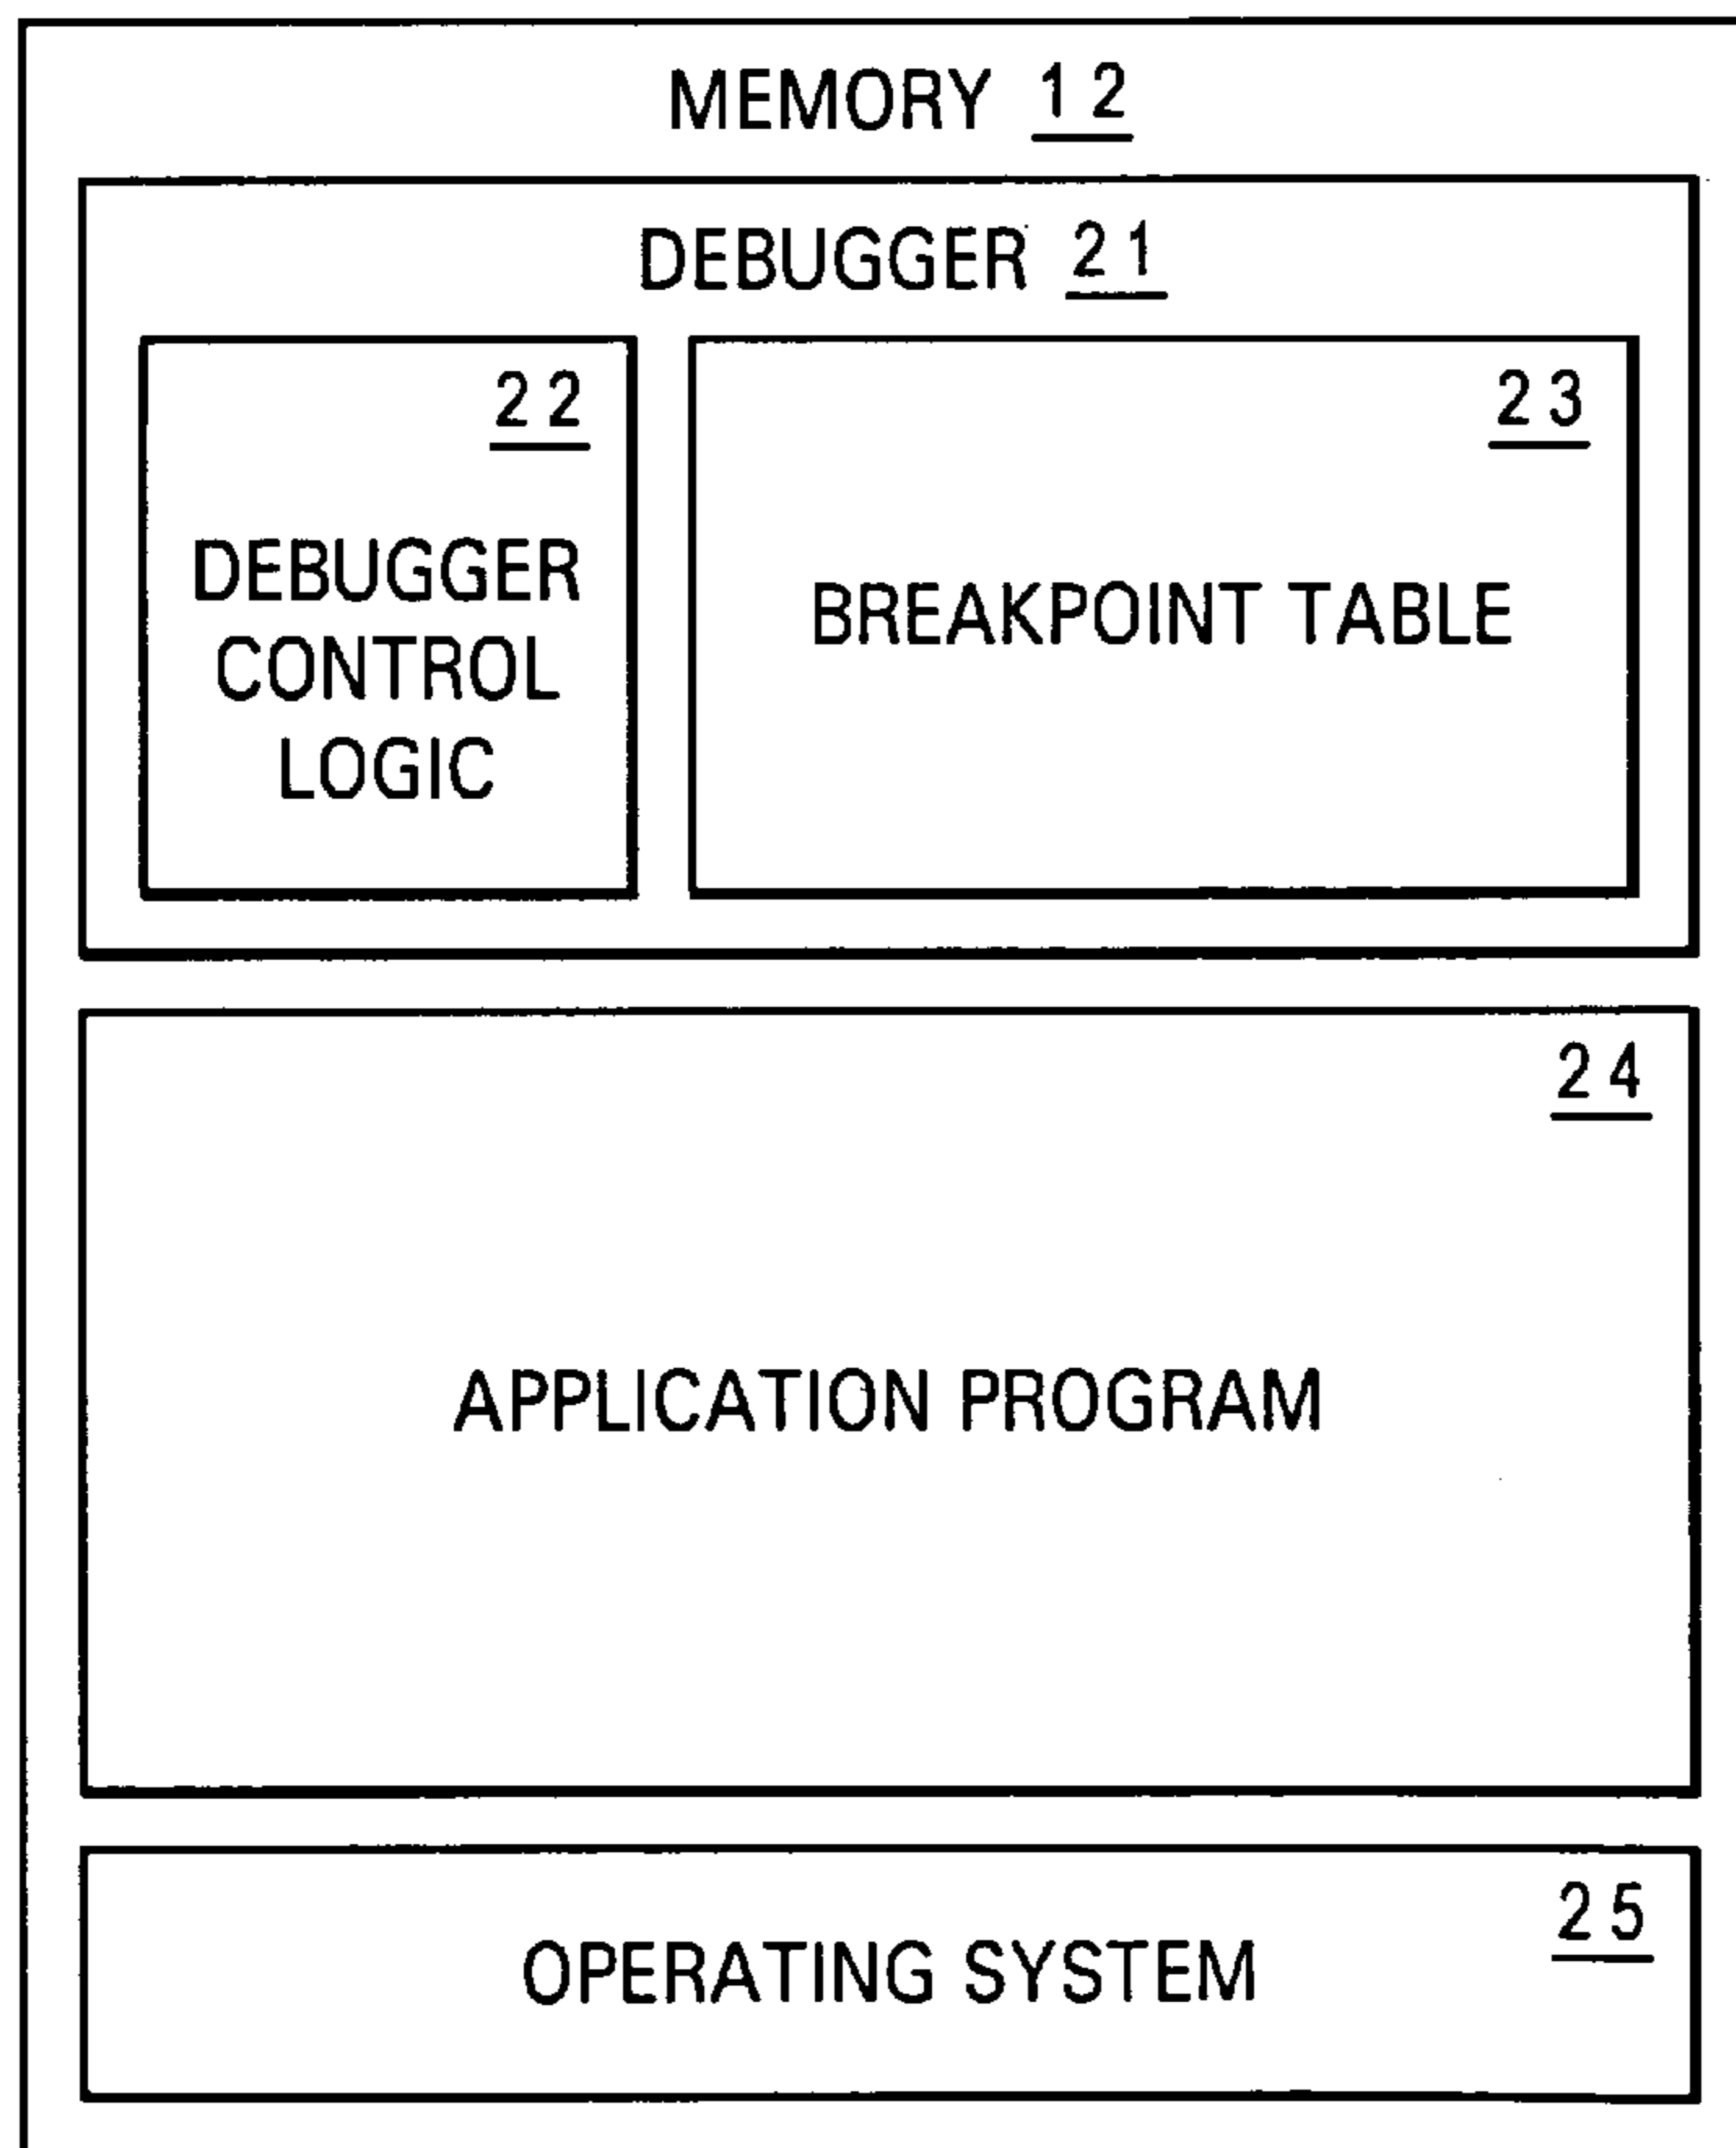 MEMORY 12
DEBUGGER 21
22
DEBUGGER
CONTROL
LOGIC
23
BREAKPOINT TABLE
24
APPLICATION PROGRAM
25
OPERATING SYSTEM